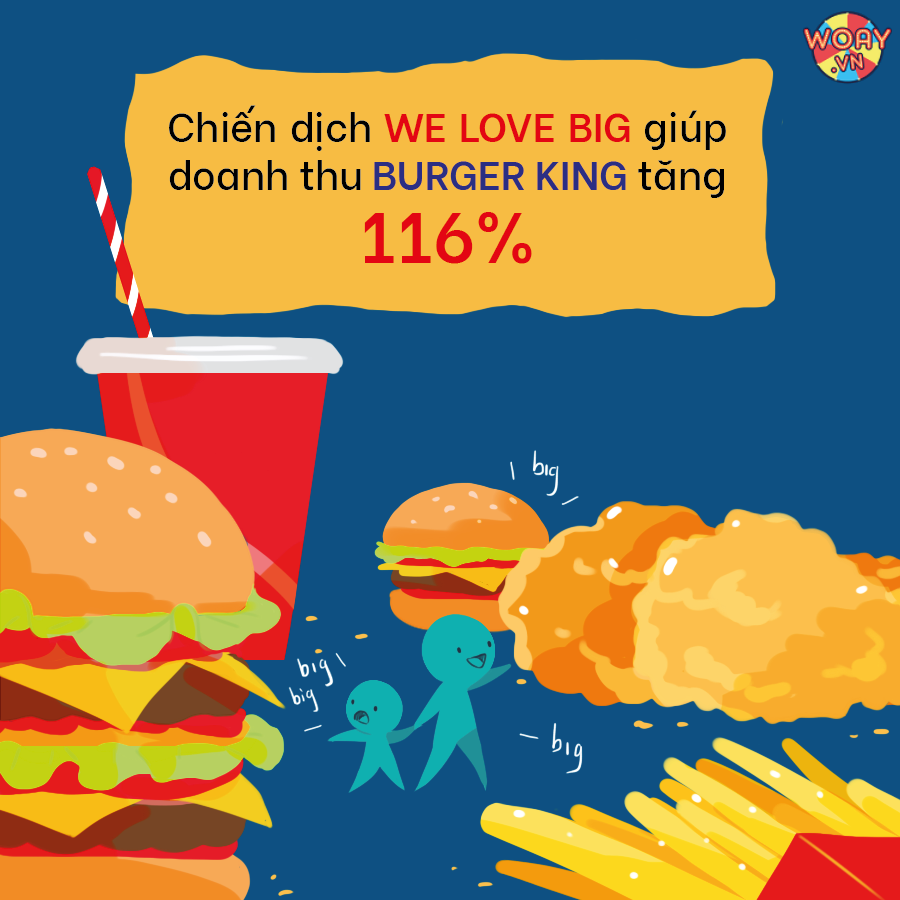 WOAY
.VN
Chiến dịch WE LOVE BIG giúp
doanh thu BURGER KING tăng
116%
big
big
big
big